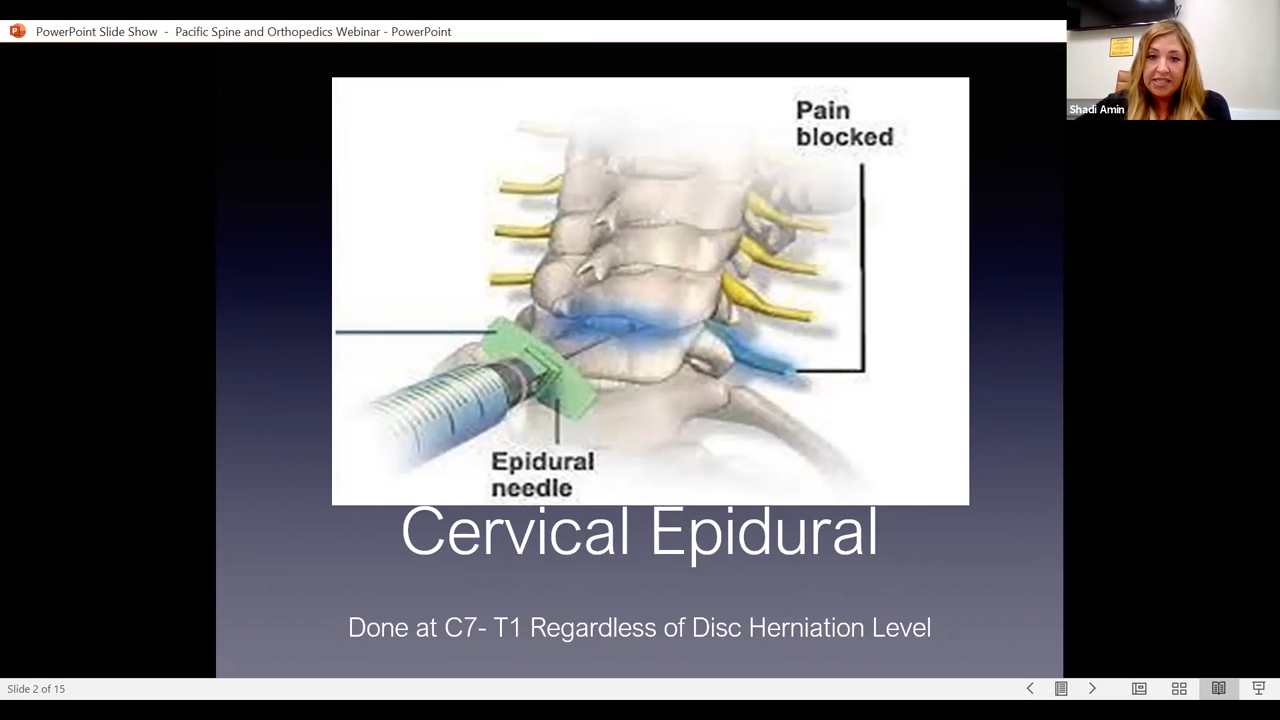 PowerPoint Slide Show - Pacific Spine and Orthopedics Webinar - PowerPoint
Shadi Amin
Pain
blocked
Epidural
needle
Cervical Epidural
Done at C7- T1 Regardless of Disc Herniation Level
Slide 2 of 15